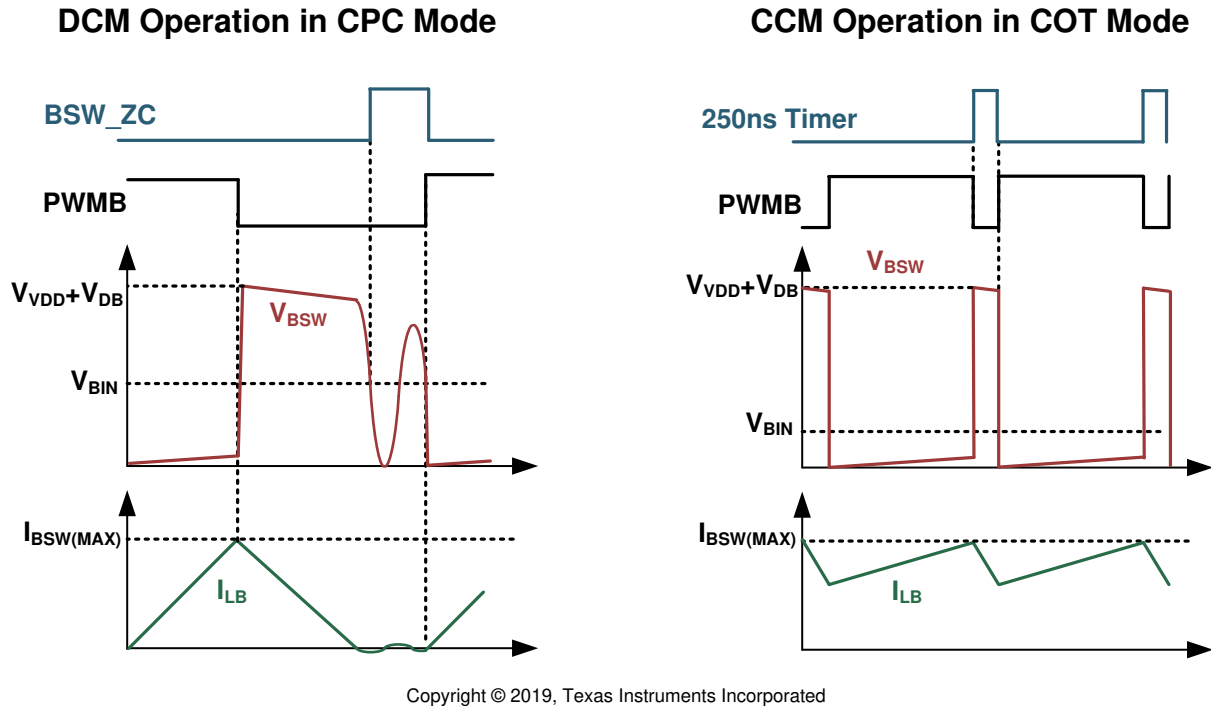 DCM Operation in CPC Mode
BSW_ZC
PWMB
VVDD+VDB
VBSW
VBIN
IBSW(MAX)
ILB
CCM Operation in COT Mode
250ns Timer
PWMB
VBSW
VVDD+VDB
VBIN
IBSW(MAX)
ILB
Copyright © 2019, Texas Instruments Incorporated